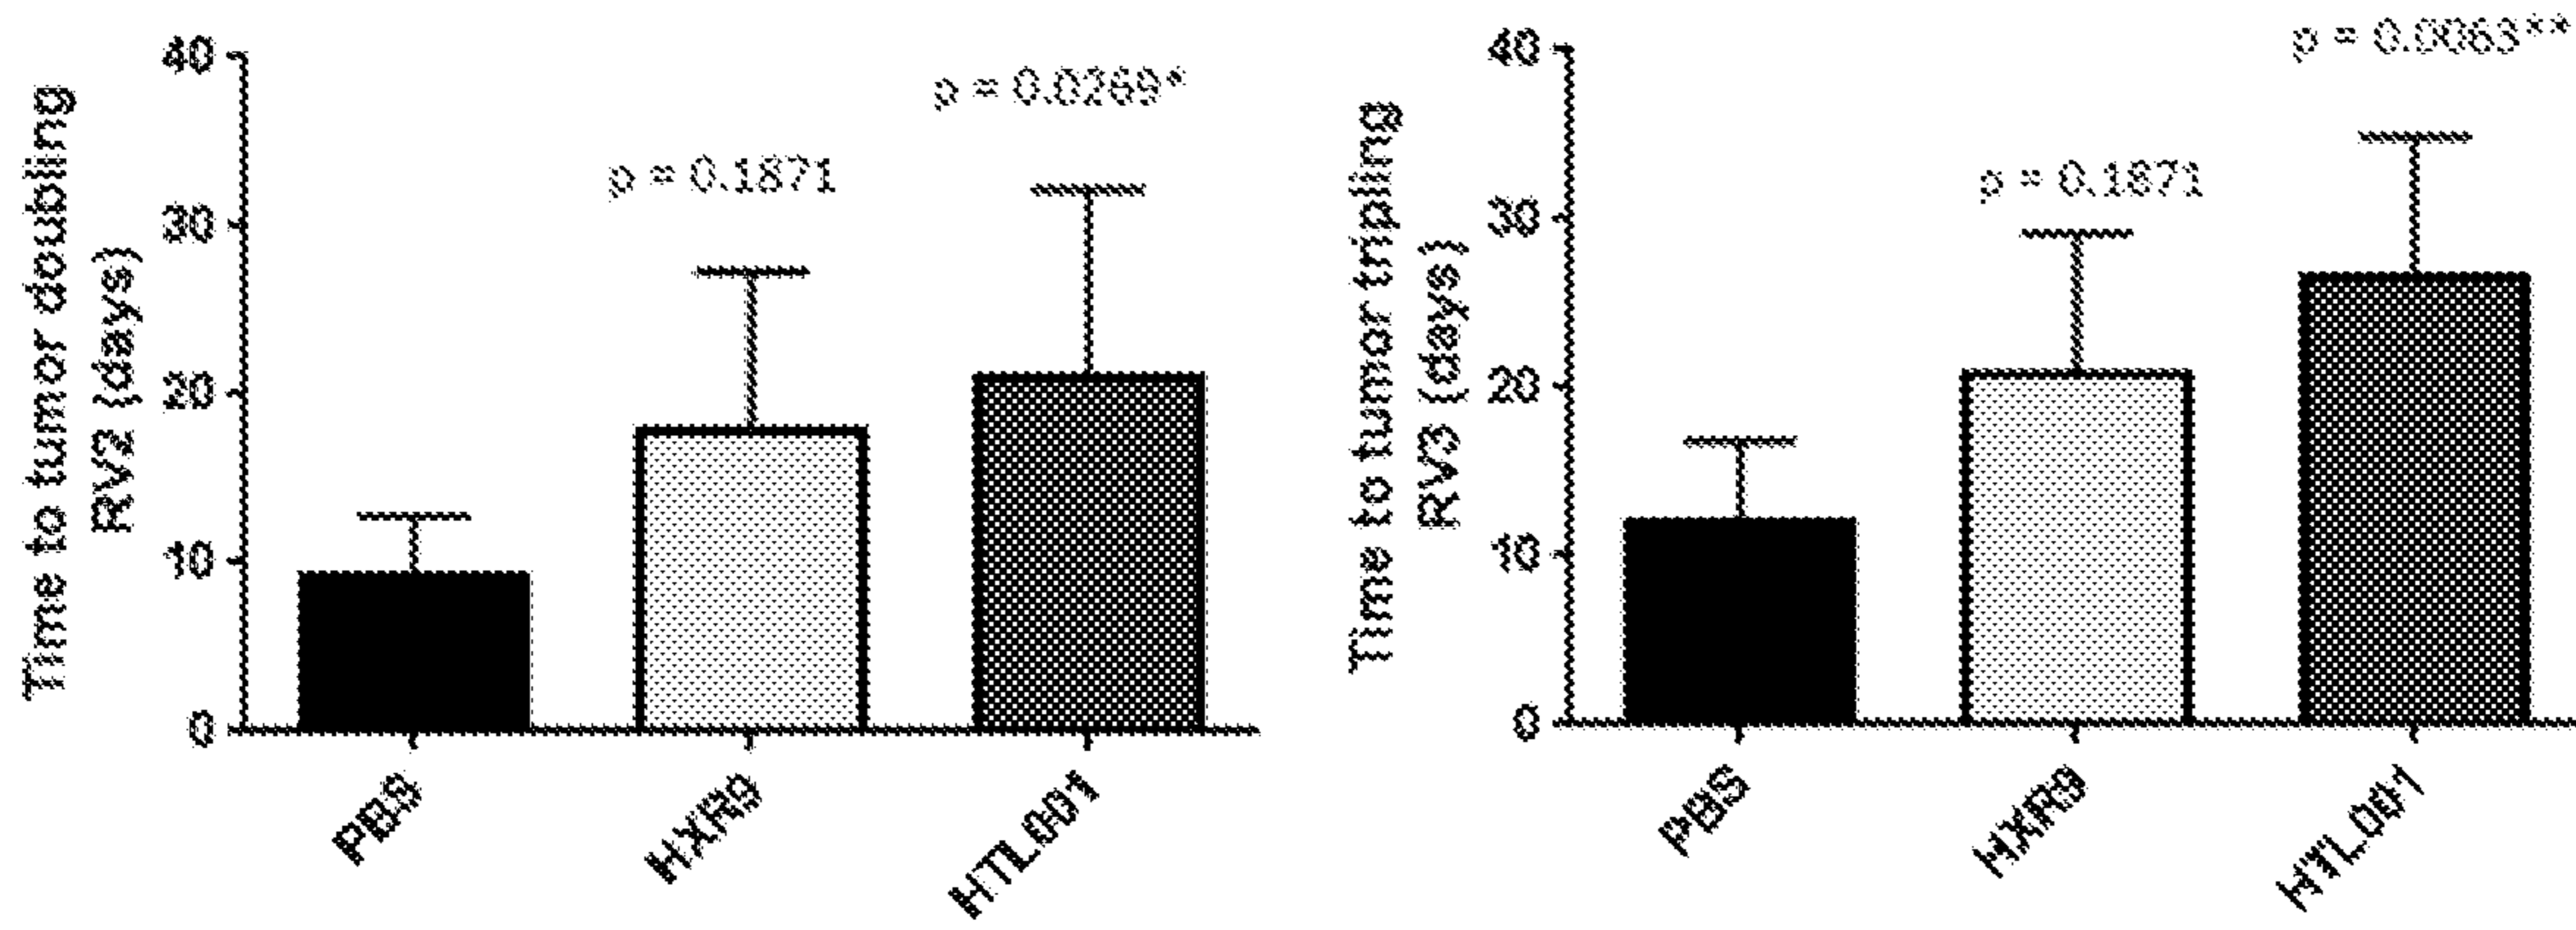 Time to tumor doubling
RV2 (days)
40
30
20
10
0
p = 0.1871
p = 0.0269*
PBS
HXR9
HTL001
Time to tumor tripling
RV3 (days)
40
30
20
10
0
p = 0.1871
p = 0.0063**
PBS
HXR9
HTL001